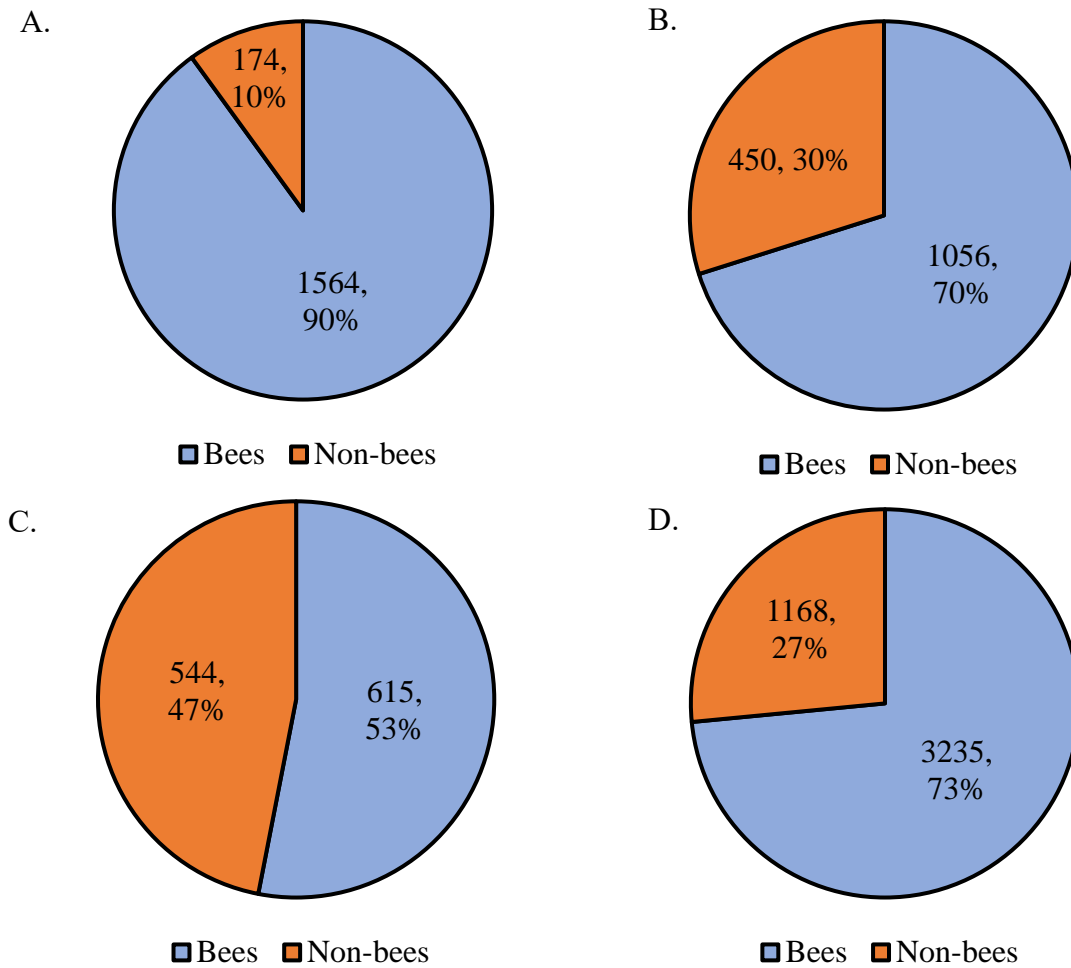 A.
174,
10%
1564,
90%
Bees Non-bees
B.
450, 30%
1056,
70%
Bees Non-bees
C.
544,
47%
615,
53%
Bees Non-bees
D.
1168,
27%
3235,
73%
Bees Non-bees